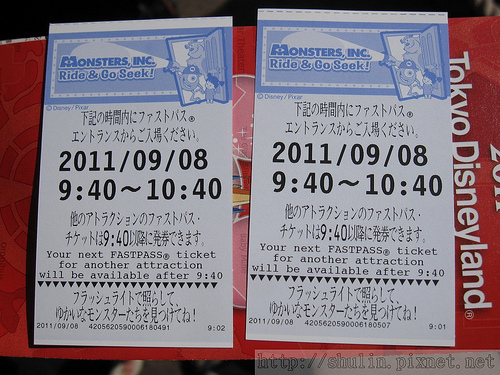 MONSTERS, INC.
Ride & Go Seek!
© Disney / Pixar
下記の時間内にファストパス®
エントランスからご入場ください。
2011/09/08
9:40～10:40
他のアトラクションのファストパス・
チケットは9:40以降に発券できます。
Your next FASTPASS® ticket
for another attraction
will be available after 9:40
フラッシュライトで照らして、
ゆかいなモンスターたちを見つけてね!
2011/09/08 4205620590006180491 9:02
MONSTERS, INC.
Ride & Go Seek!
© Disney / Pixar
下記の時間内にファストパス®
エントランスからご入場ください。
2011/09/08
9:40～10:40
他のアトラクションのファストパス・
チケットは9:40以降に発券できます。
Your next FASTPASS® ticket
for another attraction
will be available after 9:40
フラッシュライトで照らして、
ゆかいなモンスターたちを見つけてね!
2011/09/08 4205620590006180507 9:01
Tokyo Disneyland®
http://shulin.pixnet.net